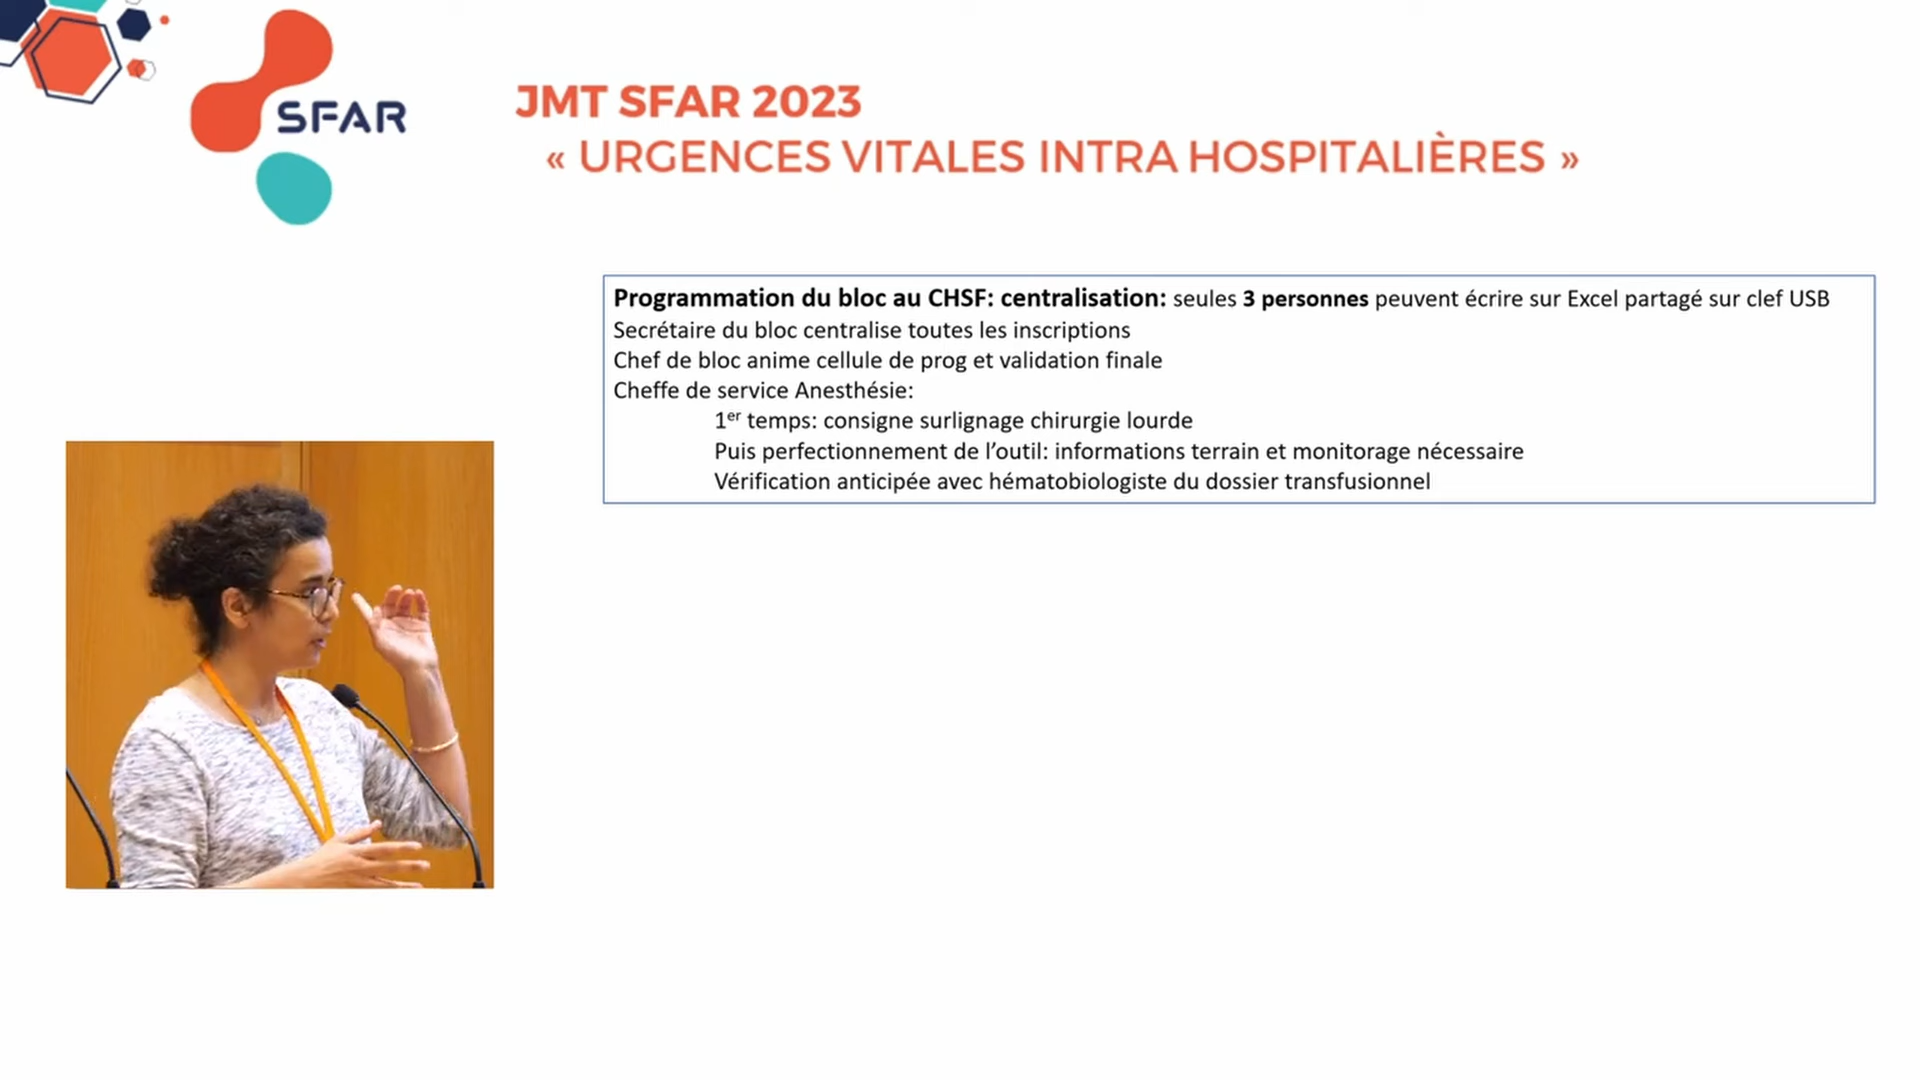 SFAR
JMT SFAR 2023
« URGENCES VITALES INTRA HOSPITALIÈRES »
Programmation du bloc au CHSF: centralisation: seules 3 personnes peuvent écrire sur Excel partagé sur clef USB
Secrétaire du bloc centralise toutes les inscriptions
Chef de bloc anime cellule de prog et validation finale
Cheffe de service Anesthésie:
1er temps: consigne surlignage chirurgie lourde
Puis perfectionnement de l’outil: informations terrain et monitorage nécessaire
Vérification anticipée avec hématobiologiste du dossier transfusionnel